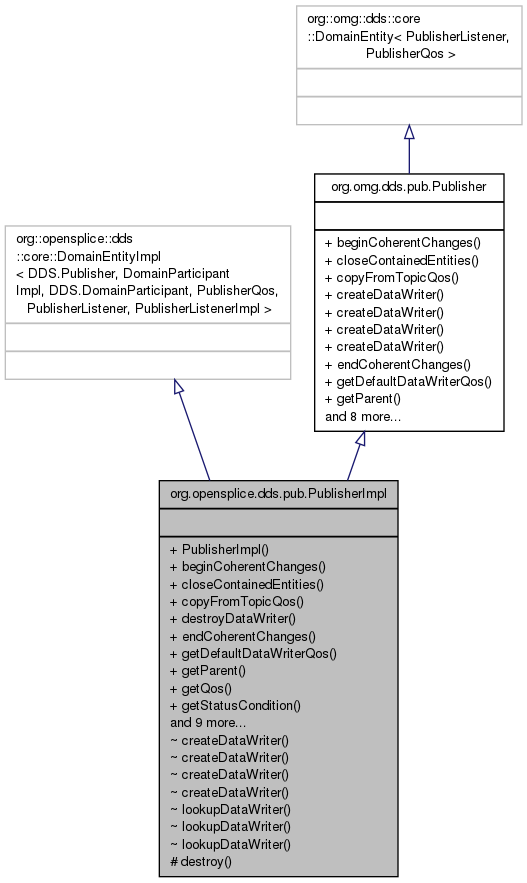 org::omg::dds::core
::DomainEntity< PublisherListener,
PublisherQos >
org.omg.dds.pub.Publisher
+ beginCoherentChanges()
+ closeContainedEntities()
+ copyFromTopicQos()
+ createDataWriter()
+ createDataWriter()
+ createDataWriter()
+ createDataWriter()
+ endCoherentChanges()
+ getDefaultDataWriterQos()
+ getParent()
and 8 more...
org::opensplice::dds
::core::DomainEntityImpl
< DDS.Publisher, DomainParticipant
Impl, DDS.DomainParticipant, PublisherQos,
PublisherListener, PublisherListenerImpl >
org.opensplice.dds.pub.PublisherImpl
+ PublisherImpl()
+ beginCoherentChanges()
+ closeContainedEntities()
+ copyFromTopicQos()
+ destroyDataWriter()
+ endCoherentChanges()
+ getDefaultDataWriterQos()
+ getParent()
+ getQos()
+ getStatusCondition()
and 9 more...
~ createDataWriter()
~ createDataWriter()
~ createDataWriter()
~ createDataWriter()
~ lookupDataWriter()
~ lookupDataWriter()
~ lookupDataWriter()
# destroy()